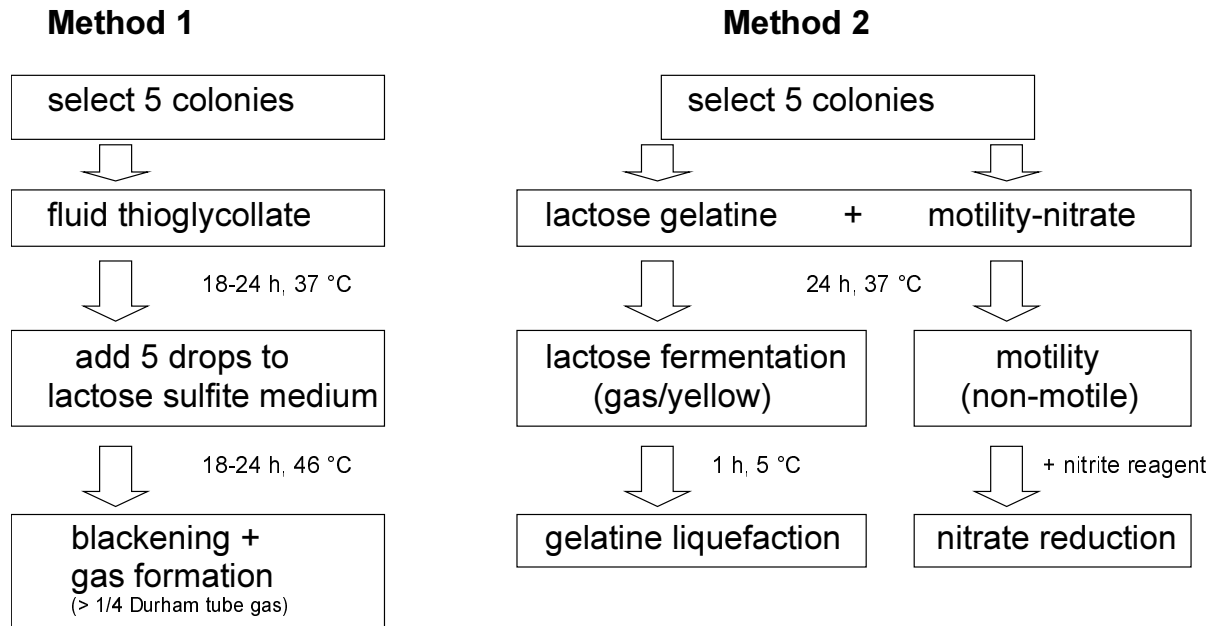 Method 1
select 5 colonies
fluid thioglycollate
18-24 h, 37 °C
add 5 drops to
lactose sulfite medium
18-24 h, 46 °C
blackening +
gas formation
(> 1/4 Durham tube gas)
Method 2
select 5 colonies
lactose gelatine + motility-nitrate
24 h, 37 °C
lactose fermentation
(gas/yellow)
motility
(non-motile)
1 h, 5 °C
+ nitrite reagent
gelatine liquefaction
nitrate reduction